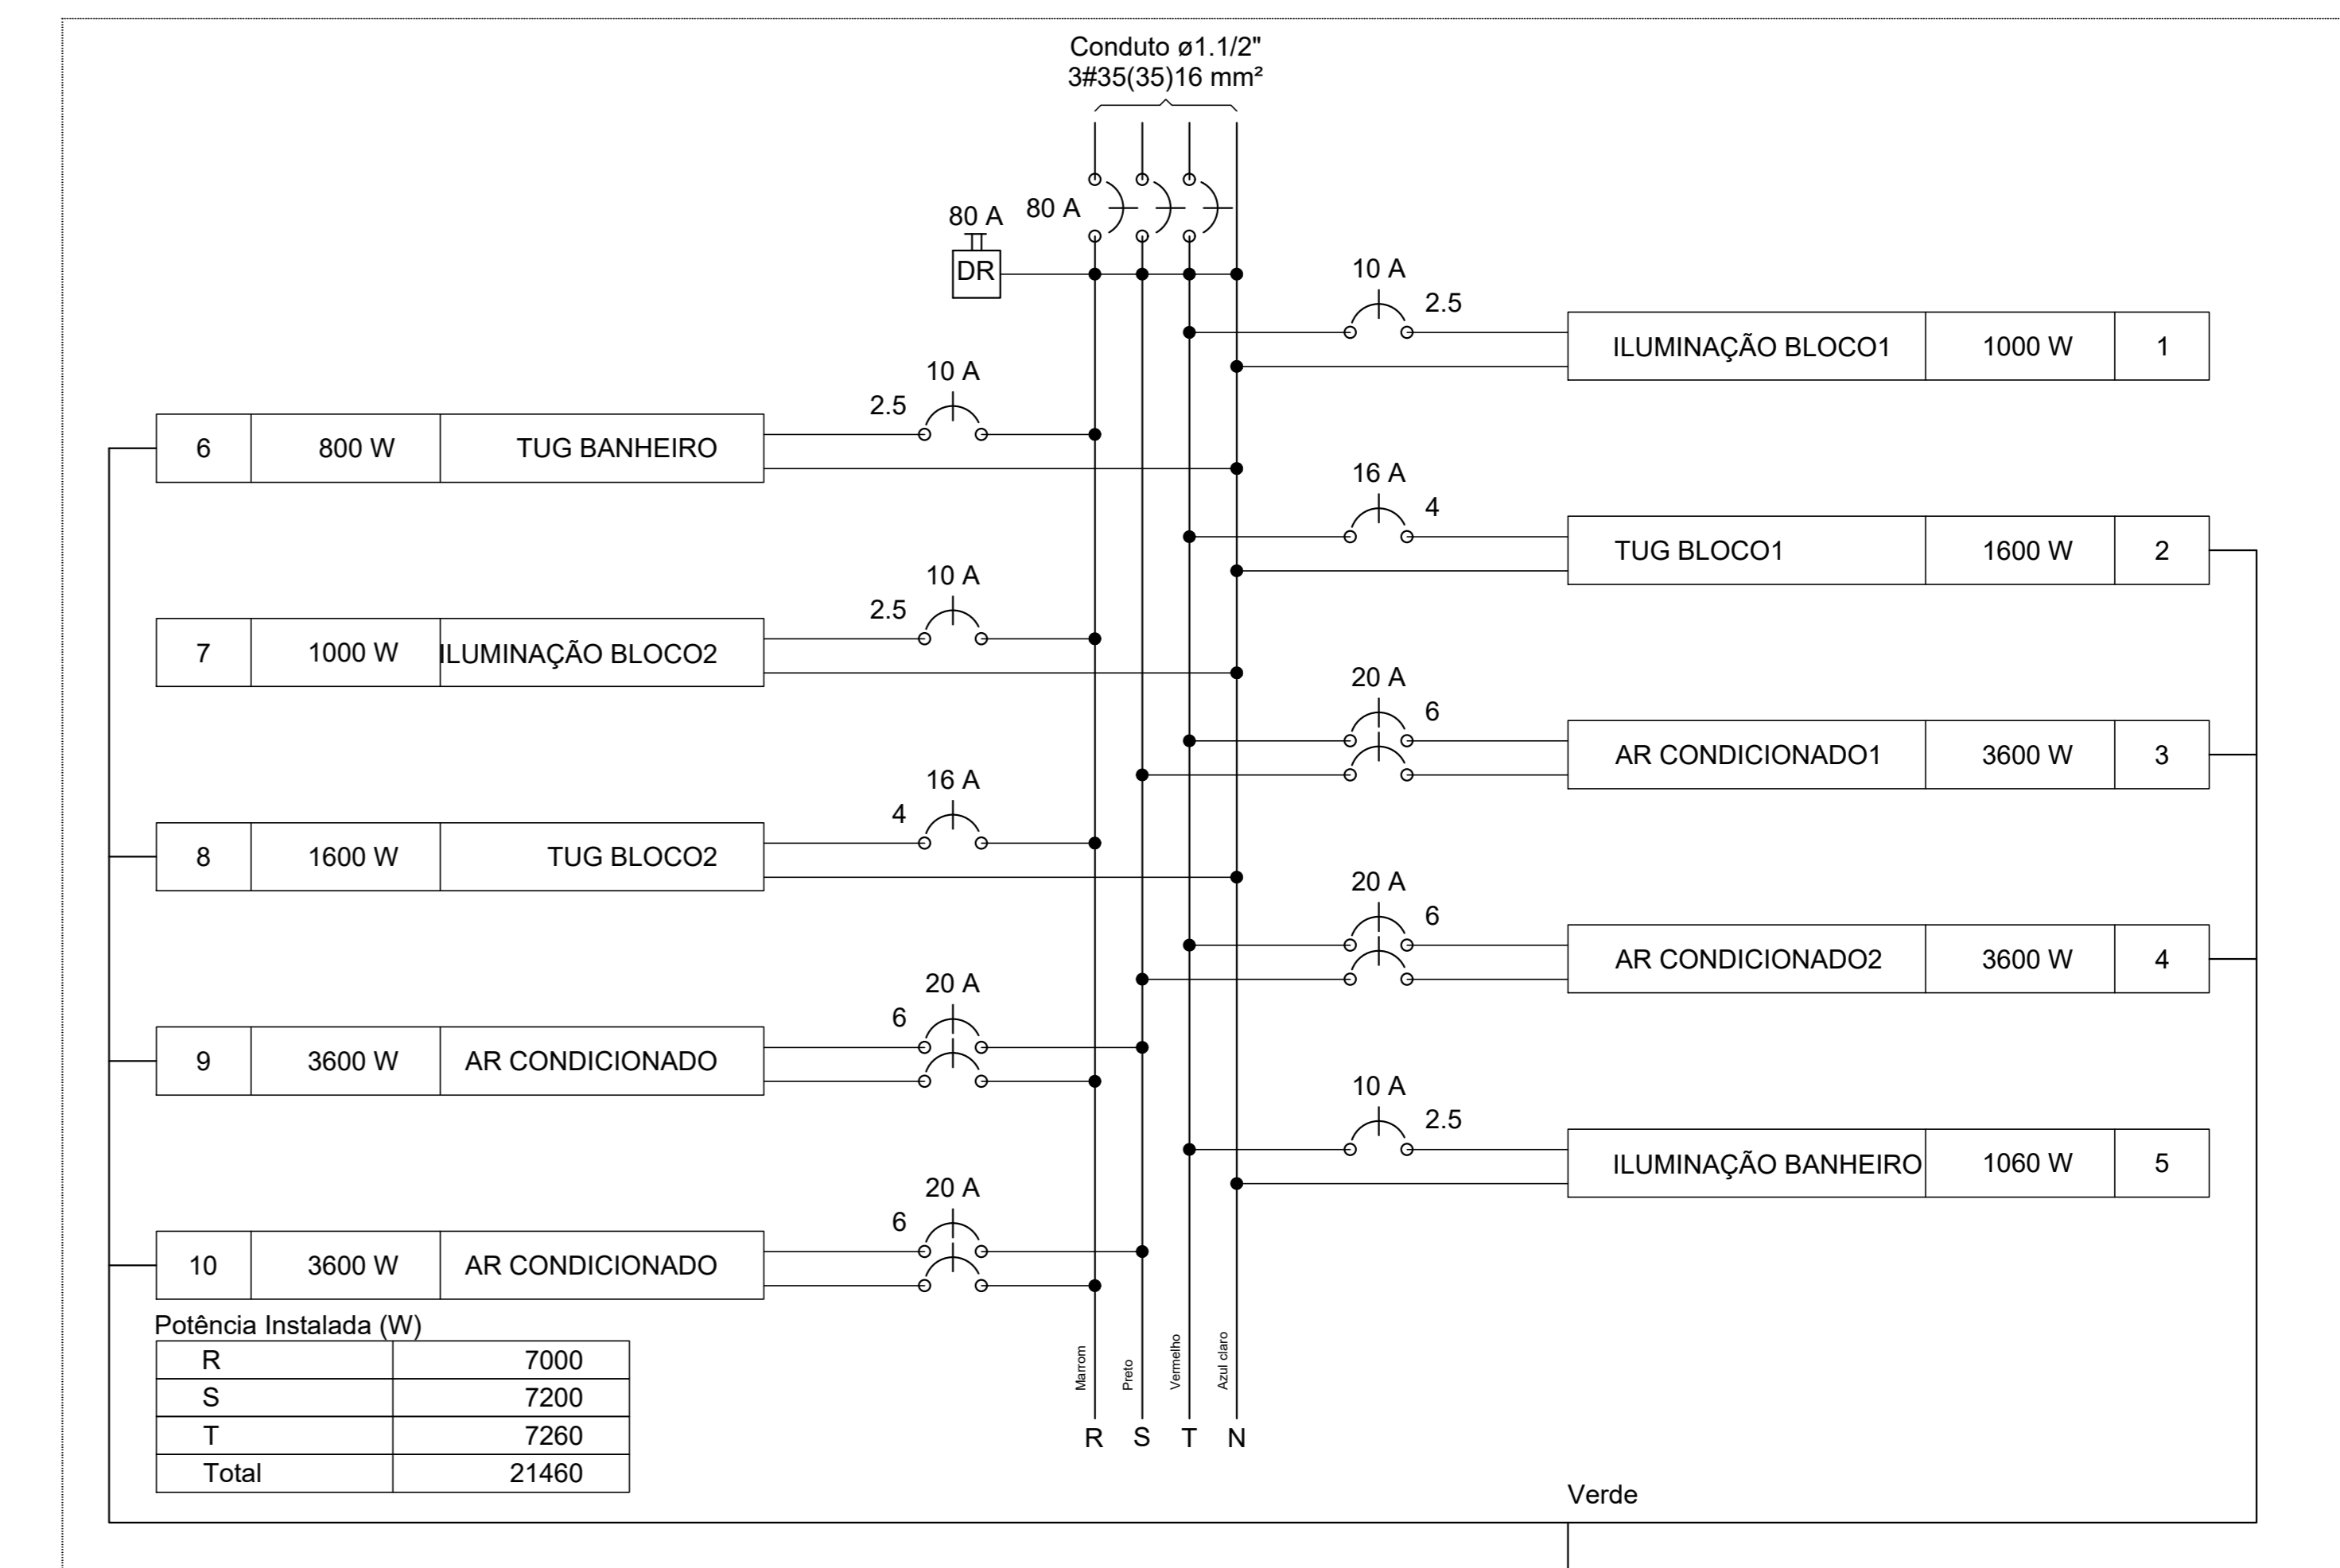 Conduto ø1.1/2"
3#35(35)16 mm²
80 A
80 A
DR
10 A
2.5
ILUMINAÇÃO BLOCO1 1000 W 1
10 A
2.5
6 800 W TUG BANHEIRO
16 A
4
TUG BLOCO1 1600 W 2
10 A
2.5
7 1000 W ILUMINAÇÃO BLOCO2
20 A
6
AR CONDICIONADO1 3600 W 3
16 A
4
8 1600 W TUG BLOCO2
20 A
6
AR CONDICIONADO2 3600 W 4
20 A
6
9 3600 W AR CONDICIONADO
10 A
2.5
ILUMINAÇÃO BANHEIRO 1060 W 5
20 A
6
10 3600 W AR CONDICIONADO
Potência Instalada (W)
R 7000
S 7200
T 7260
Total 21460
Marrom
Preto
Vermelho
Azul claro
R S T N
Verde